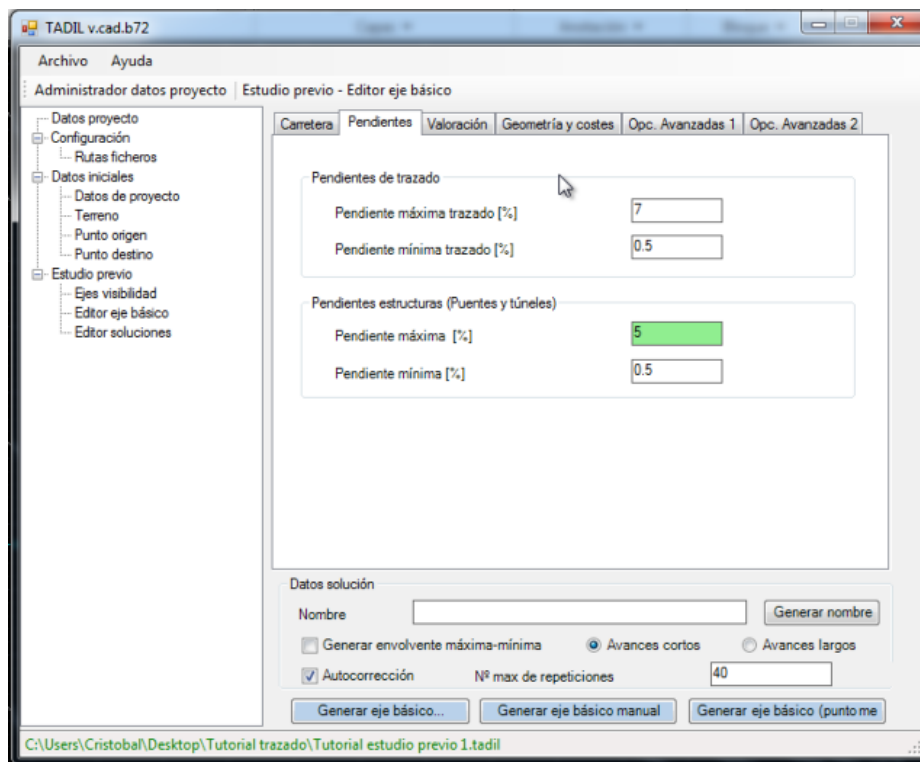 TADIL v.cad.b72
Archivo Ayuda
Administrador datos proyecto Estudio previo - Editor eje básico
Datos proyecto
Configuración
Rutas ficheros
Datos iniciales
Datos de proyecto
Terreno
Punto origen
Punto destino
Estudio previo
Ejes visibilidad
Editor eje básico
Editor soluciones
Carretera Pendientes Valoración Geometría y costes Opc. Avanzadas 1 Opc. Avanzadas 2
Pendientes de trazado
Pendiente máxima trazado [%] 7
Pendiente mínima trazado [%] 0.5
Pendientes estructuras (Puentes y túneles)
Pendiente máxima [%] 5
Pendiente mínima [%] 0.5
Datos solución
Nombre Generar nombre
Generar envolvente máxima-mínima Avances cortos Avances largos
Autocorrección Nº max de repeticiones 40
Generar eje básico... Generar eje básico manual Generar eje básico (punto me
C:\Users\Cristobal\Desktop\Tutorial trazado\Tutorial estudio previo 1.tadil